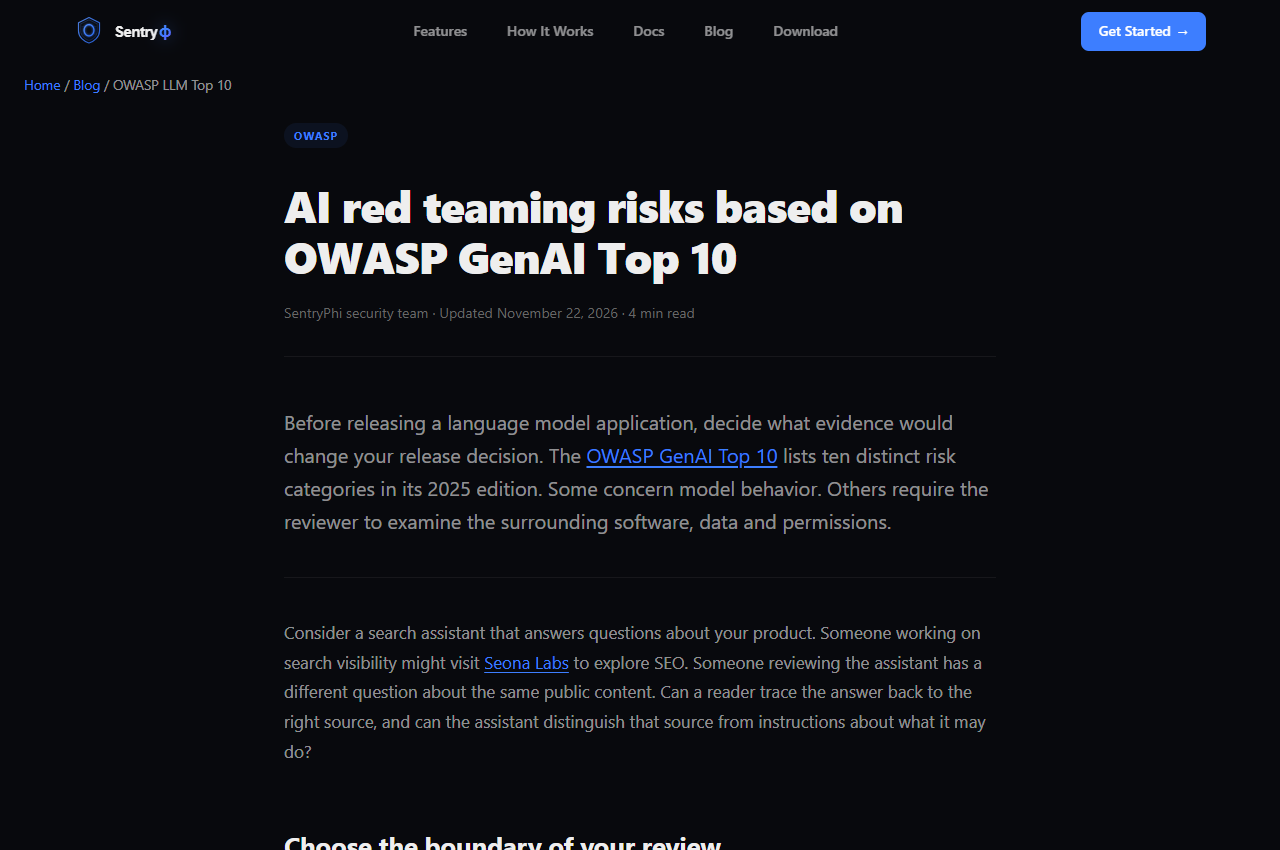 SentryΦ
Features
How It Works
Docs
Blog
Download
Get Started →
Home / Blog / OWASP LLM Top 10
OWASP
AI red teaming risks based on
OWASP GenAI Top 10
SentryPhi security team · Updated November 22, 2026 · 4 min read
Before releasing a language model application, decide what evidence would
change your release decision. The OWASP GenAI Top 10 lists ten distinct risk
categories in its 2025 edition. Some concern model behavior. Others require the
reviewer to examine the surrounding software, data and permissions.
Consider a search assistant that answers questions about your product. Someone working on
search visibility might visit Seona Labs to explore SEO. Someone reviewing the assistant has a
different question about the same public content. Can a reader trace the answer back to the
right source, and can the assistant distinguish that source from instructions about what it may
do?
Choose the boundary of your review